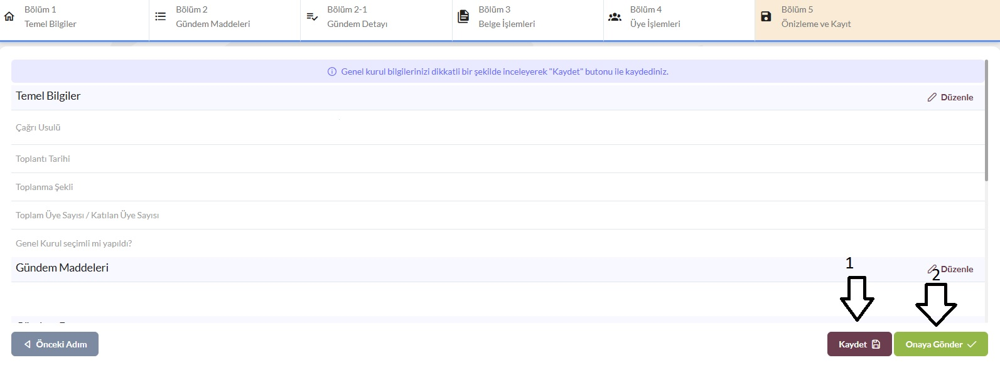 Bölüm 1
Temel Bilgiler
Bölüm 2
Gündem Maddeleri
Bölüm 2-1
Gündem Detayı
Bölüm 3
Belge İşlemleri
Bölüm 4
Üye İşlemleri
Bölüm 5
Önizleme ve Kayıt
Genel kurul bilgilerinizi dikkatli bir şekilde inceleyerek "Kaydet" butonu ile kaydediniz.
Temel Bilgiler
Düzenle
Çağrı Usulü
Toplantı Tarihi
Toplanma Şekli
Toplam Üye Sayısı / Katılan Üye Sayısı
Genel Kurul seçimli mi yapıldı?
Gündem Maddeleri
Düzenle
1
2
Önceki Adım
Kaydet
Onaya Gönder